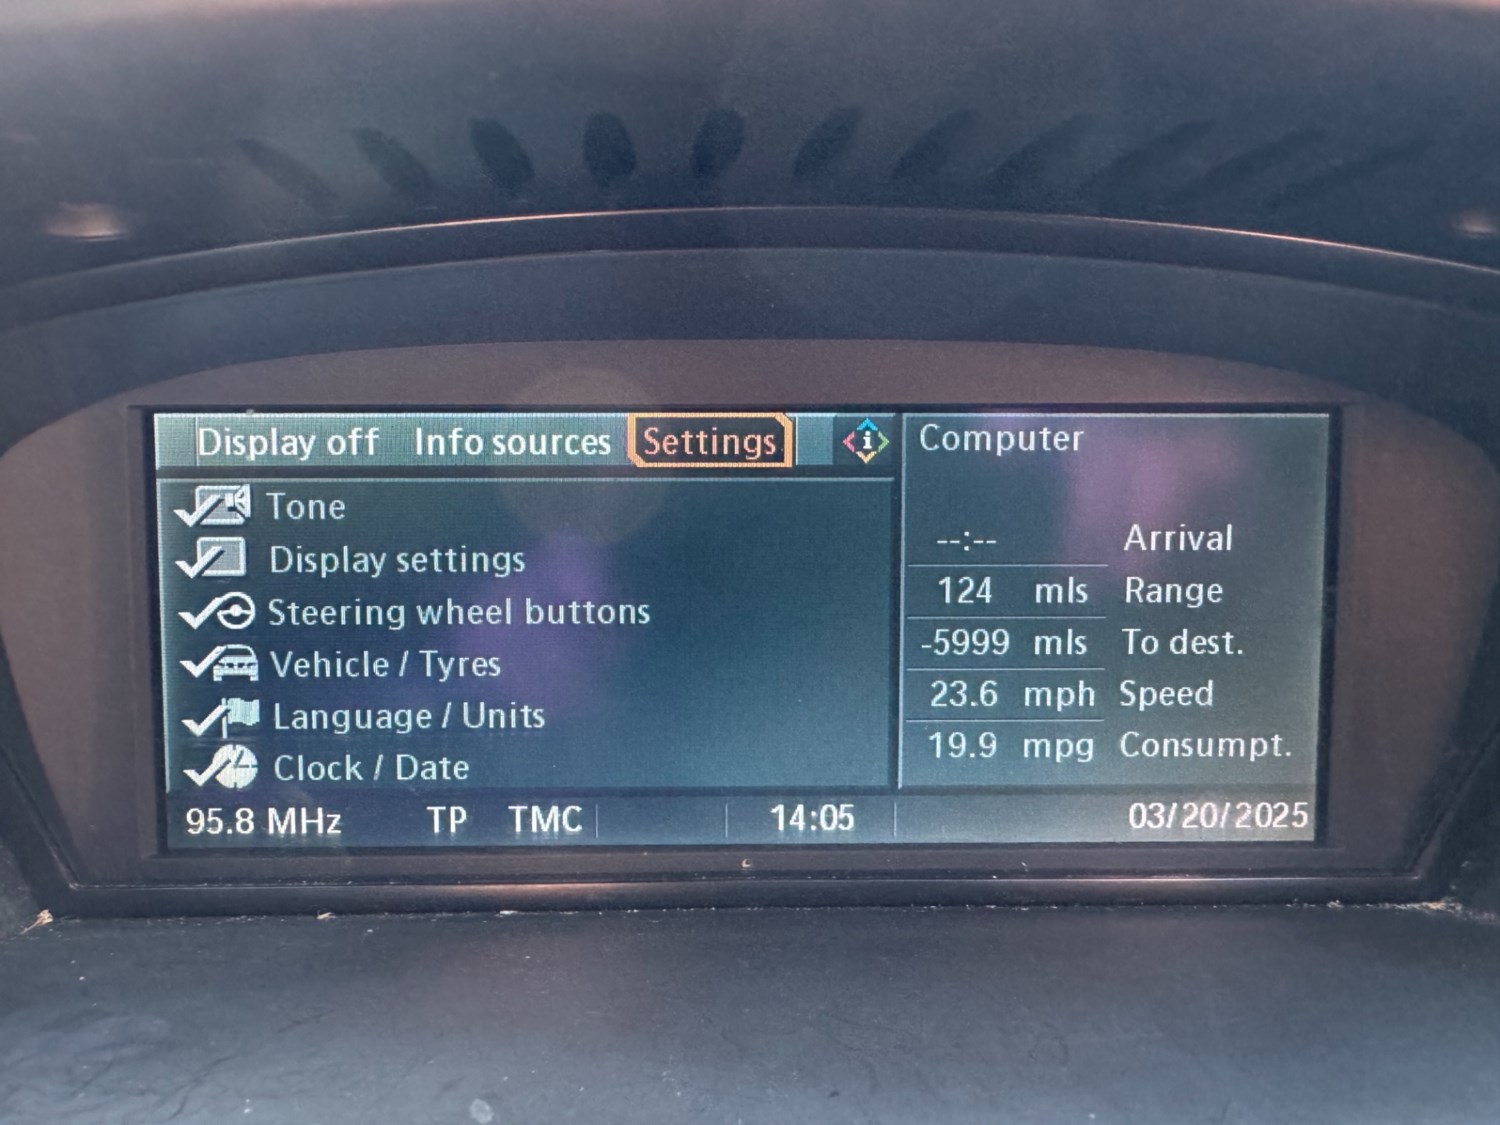 Display off Info sources Settings
Tone
Display settings
Steering wheel buttons
Vehicle / Tyres
Language / Units
Clock / Date
Computer
--:-- Arrival
124 mls Range
-5999 mls To dest.
23.6 mph Speed
19.9 mpg Consumpt.
95.8 MHz TP TMC 14:05 03/20/2025